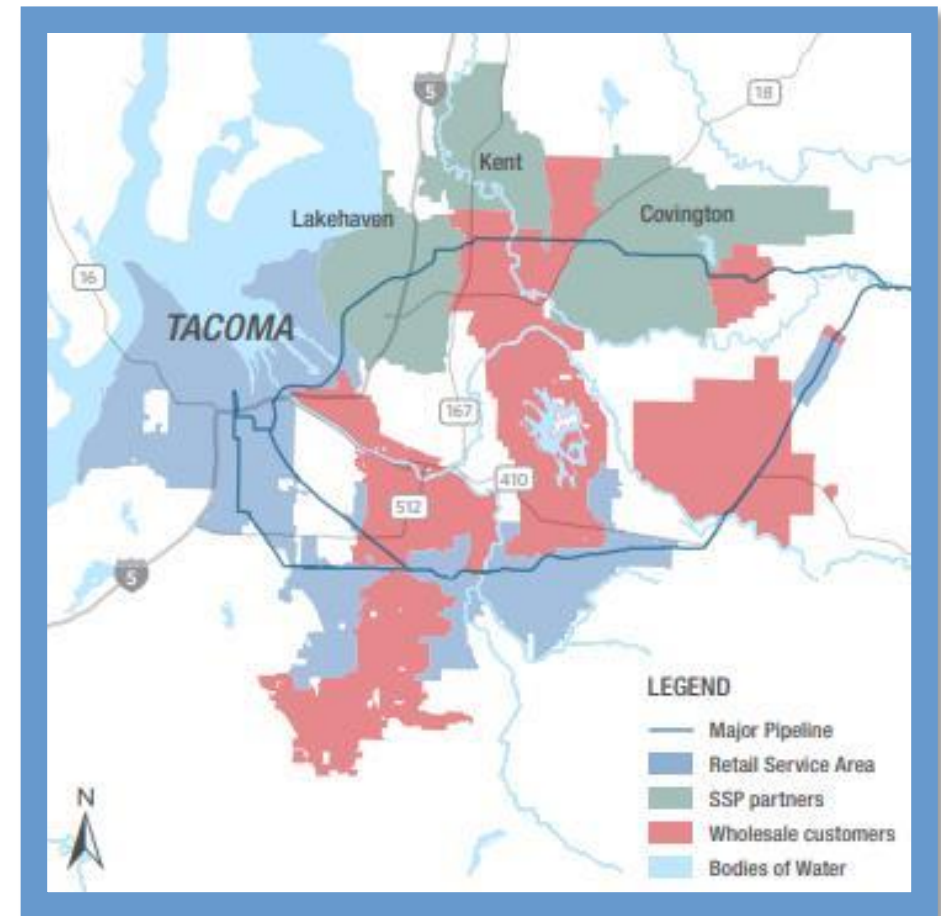 5
18
Kent
Lakehaven
Covington
16
TACOMA
167
410
512
5
LEGEND
Major Pipeline
Retail Service Area
SSP partners
Wholesale customers
Bodies of Water
N